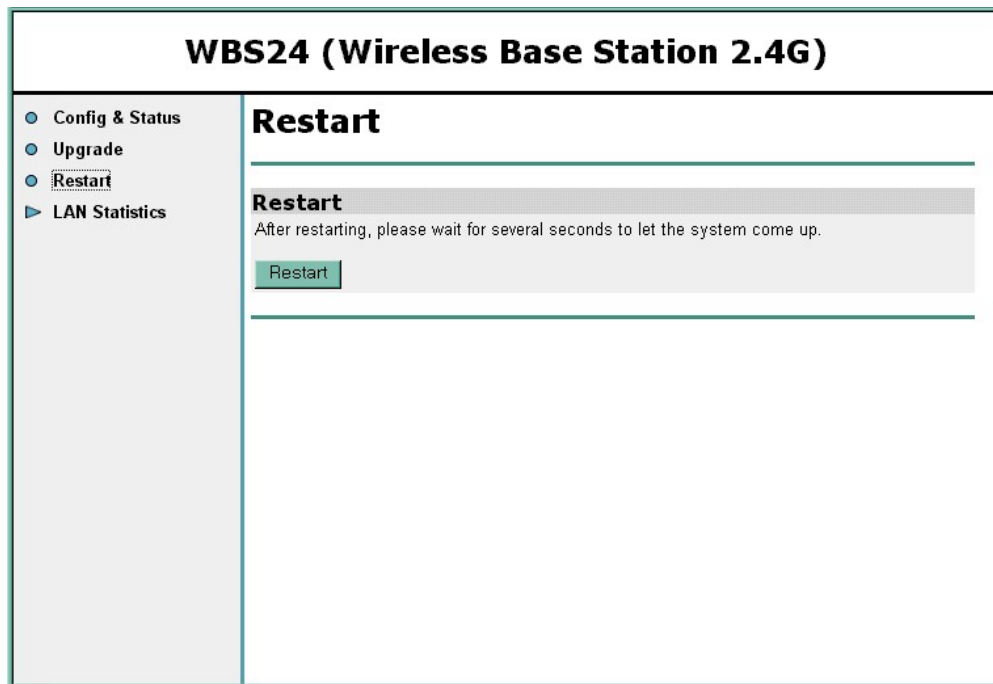 WBS24 (Wireless Base Station 2.4G)
Config & Status
Upgrade
Restart
LAN Statistics
Restart
Restart
After restarting, please wait for several seconds to let the system come up.
Restart